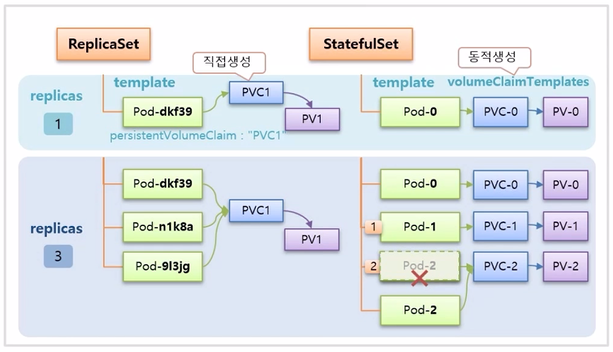 ReplicaSet
StatefulSet
직접생성
동적생성
template
template
volumeClaimTemplates
replicas
1
Pod-dkf39
PVC1
PV1
persistentVolumeClaim : "PVC1"
Pod-0
PVC-0
PV-0
replicas
3
Pod-dkf39
Pod-n1k8a
Pod-9l3jg
PVC1
PV1
Pod-0
PVC-0
PV-0
1
Pod-1
PVC-1
PV-1
2
Pod-2
PVC-2
PV-2
Pod-2